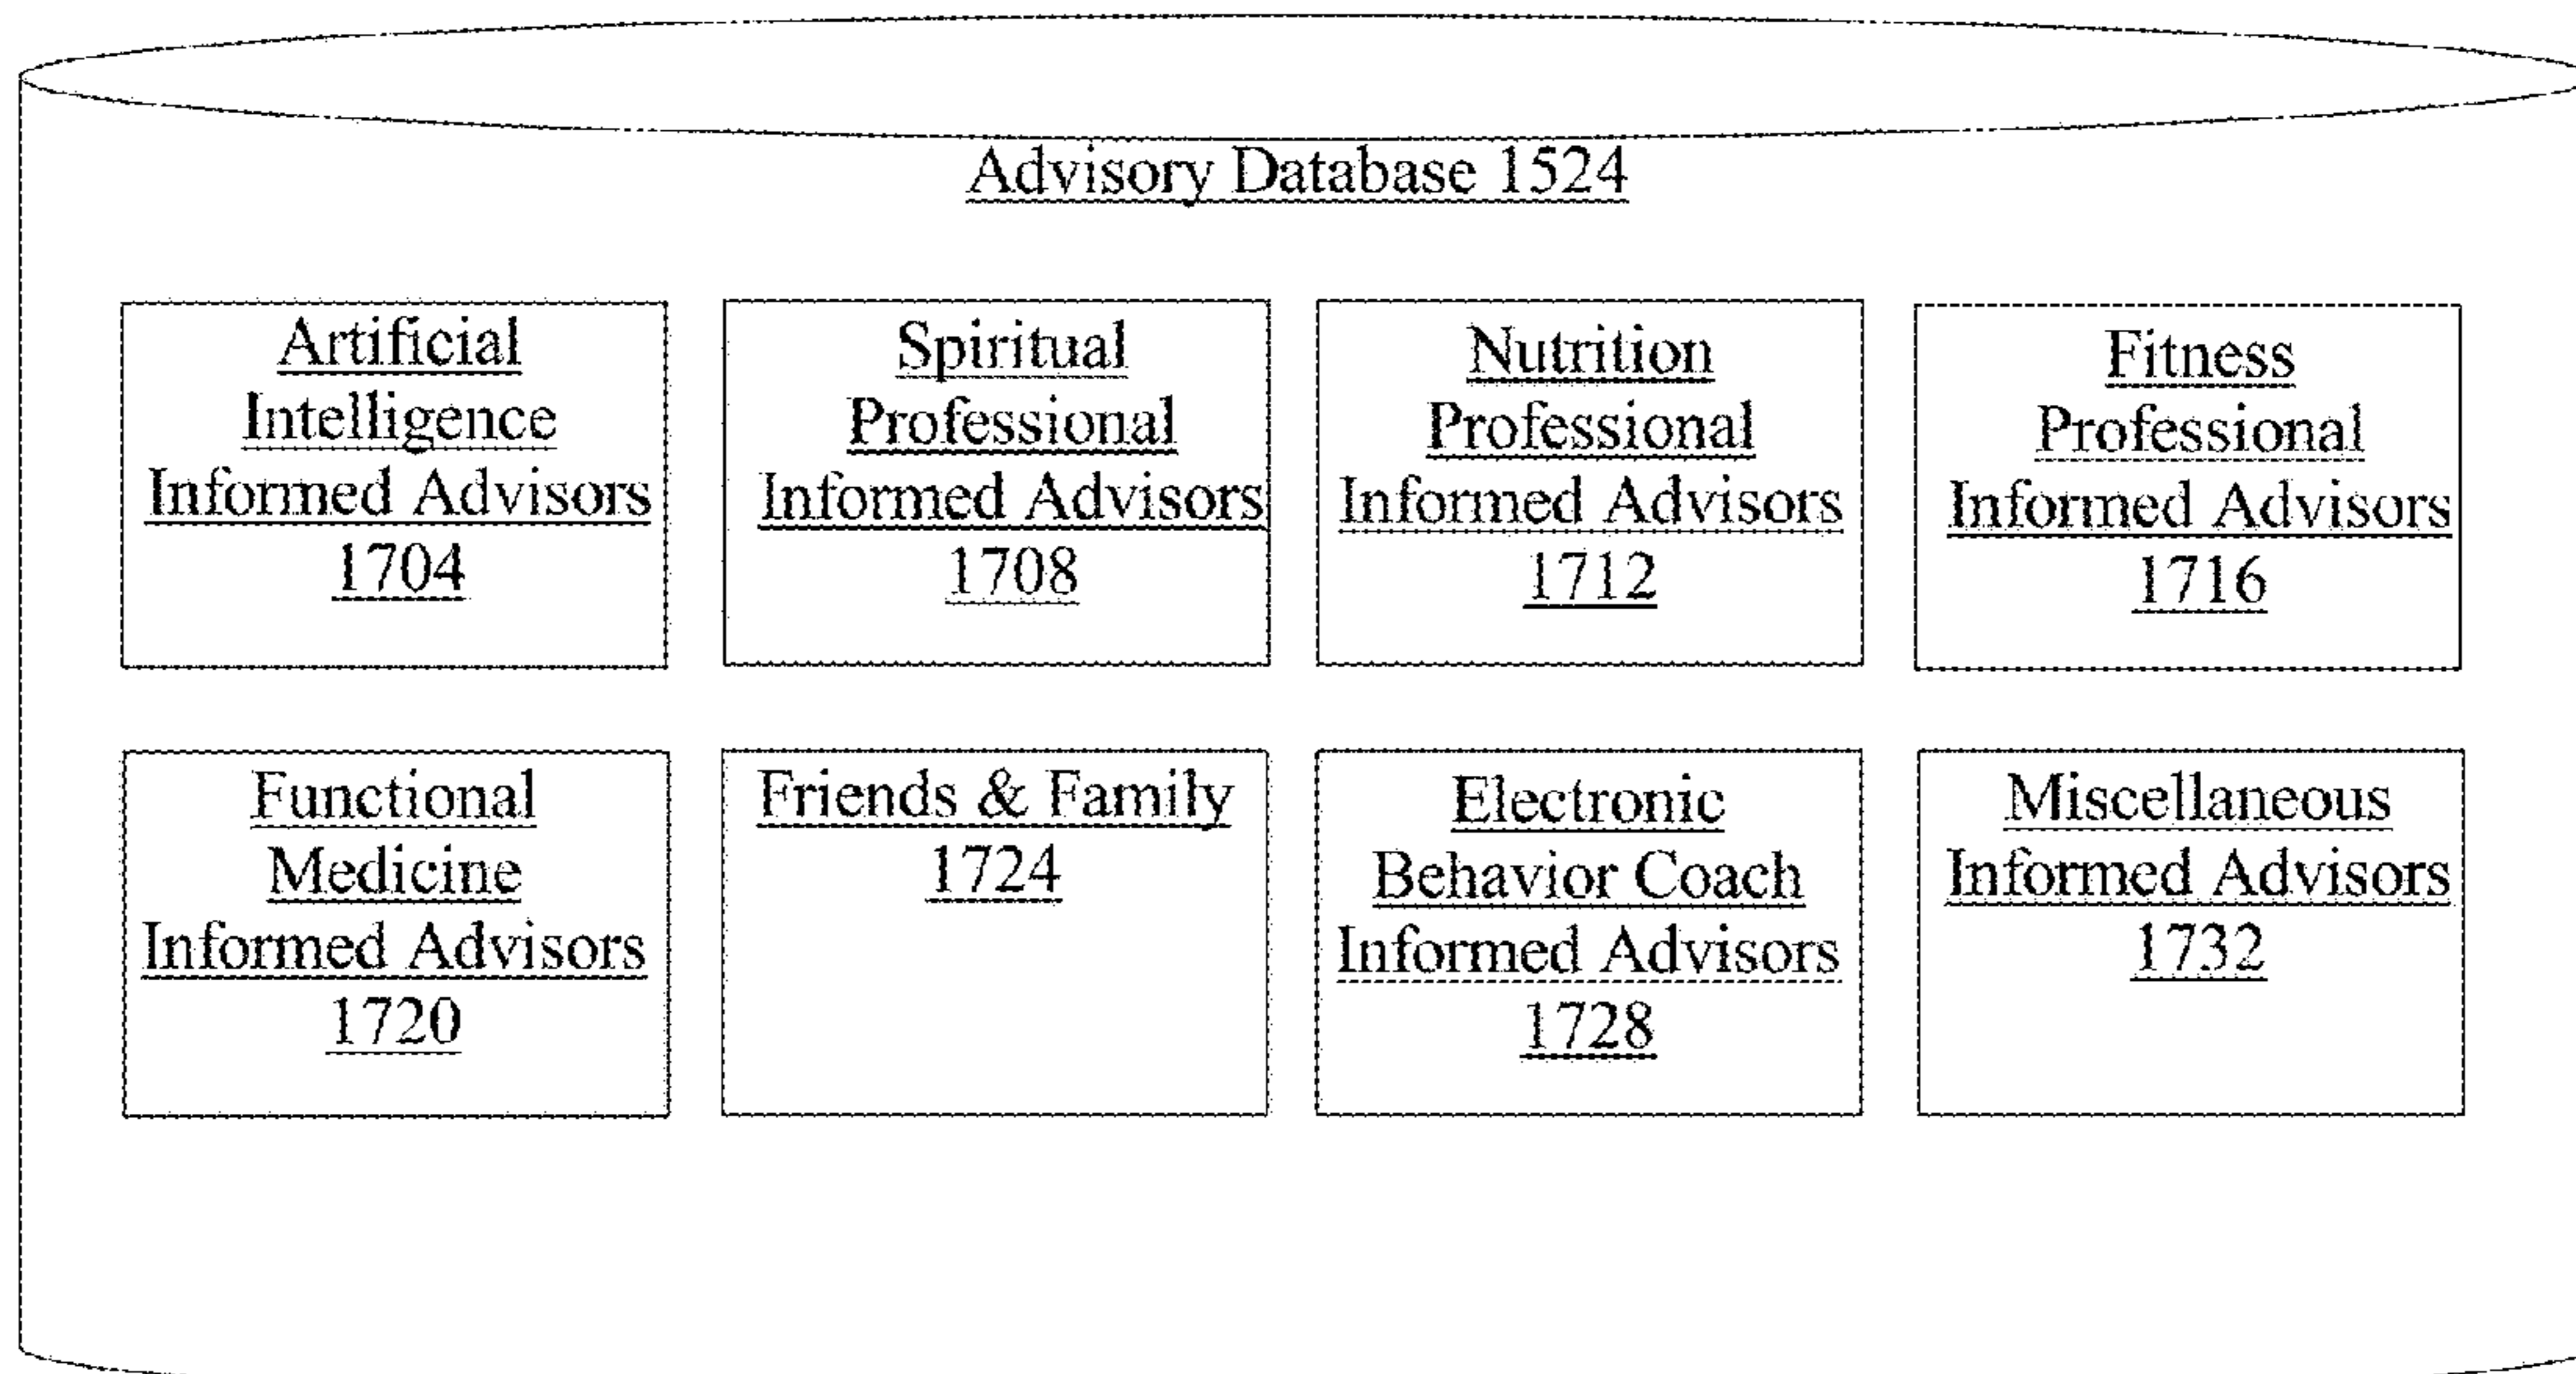 Advisory Database 1524
Artificial
Intelligence
Informed Advisors
1704
Spiritual
Professional
Informed Advisors
1708
Nutrition
Professional
Informed Advisors
1712
Fitness
Professional
Informed Advisors
1716
Functional
Medicine
Informed Advisors
1720
Friends & Family
1724
Electronic
Behavior Coach
Informed Advisors
1728
Miscellaneous
Informed Advisors
1732